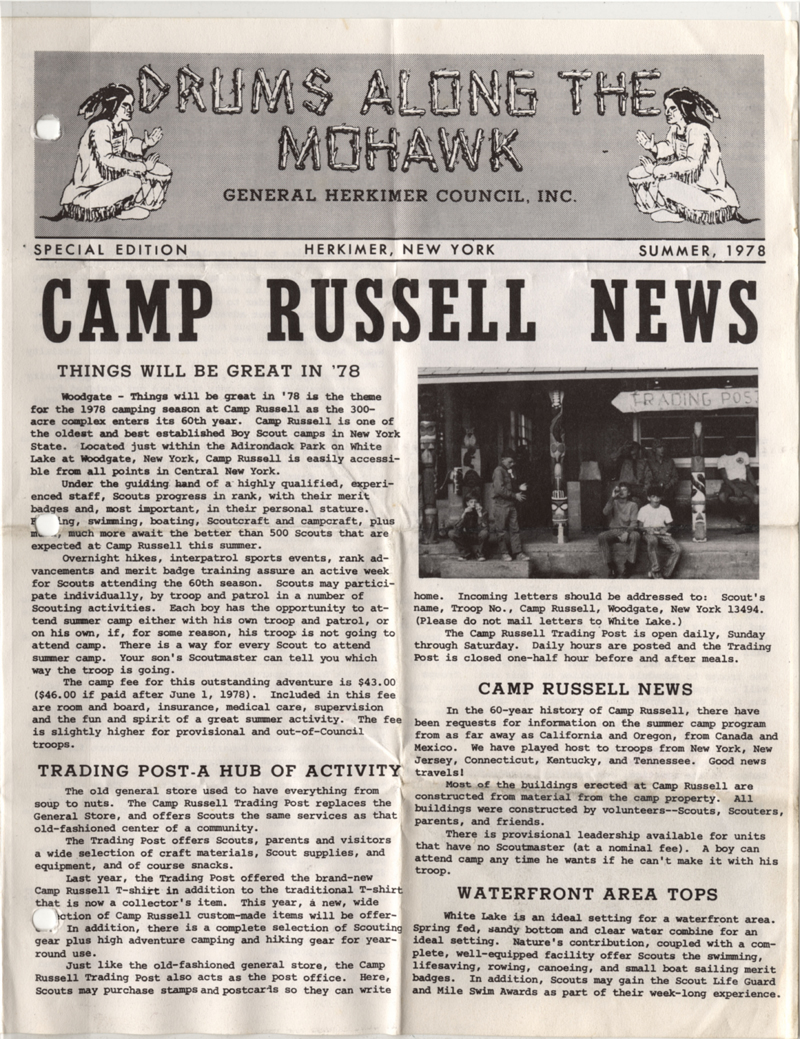 DRUMS ALONG THE
MOHAWK
GENERAL HERKIMER COUNCIL, INC.
SPECIAL EDITION HERKIMER, NEW YORK SUMMER, 1978
CAMP RUSSELL NEWS
THINGS WILL BE GREAT IN '78
Woodgate - Things will be great in '78 is the theme
for the 1978 camping season at Camp Russell as the 300-
acre complex enters its 60th year. Camp Russell is one of
the oldest and best established Boy Scout camps in New York
State. Located just within the Adirondack Park on White
Lake at Woodgate, New York, Camp Russell is easily accessi-
ble from all points in Central New York.
Under the guiding hand of a highly qualified, experi-
enced staff, Scouts progress in rank, with their merit
badges and, most important, in their personal stature.
swimming, boating, Scoutcraft and campcraft, plus
much more await the better than 500 Scouts that are
expected at Camp Russell this summer.
Overnight hikes, interpatrol sports events, rank ad-
vancements and merit badge training assure an active week
for Scouts attending the 60th season. Scouts may partici-
pate individually, by troop and patrol in a number of
Scouting activities. Each boy has the opportunity to at-
tend summer camp either with his own troop and patrol, or
on his own, if, for some reason, his troop is not going to
attend camp. There is a way for every Scout to attend
summer camp. Your son's Scoutmaster can tell you which
way the troop is going.
The camp fee for this outstanding adventure is $43.00
($46.00 if paid after June 1, 1978). Included in this fee
are room and board, insurance, medical care, supervision
and the fun and spirit of a great summer activity. The fee
is slightly higher for provisional and out-of-Council
troops.
TRADING POST-A HUB OF ACTIVITY
The old general store used to have everything from
soup to nuts. The Camp Russell Trading Post replaces the
General Store, and offers Scouts the same services as that
old-fashioned center of a community.
The Trading Post offers Scouts, parents and visitors
a wide selection of craft materials, Scout supplies, and
equipment, and of course snacks.
Last year, the Trading Post offered the brand-new
Camp Russell T-shirt in addition to the traditional T-shirt
that is now a collector's item. This year, a new, wide
of Camp Russell custom-made items will be offer-
In addition, there is a complete selection of Scouting
gear plus high adventure camping and hiking gear for year-
round use.
Just like the old-fashioned general store, the Camp
Russell Trading Post also acts as the post office. Here,
Scouts may purchase stamps and postcards so they can write
TRADING POST
home. Incoming letters should be addressed to: Scout's
name, Troop No., Camp Russell, Woodgate, New York 13494.
(Please do not mail letters to White Lake.)
The Camp Russell Trading Post is open daily, Sunday
through Saturday. Daily hours are posted and the Trading
Post is closed one-half hour before and after meals.
CAMP RUSSELL NEWS
In the 60-year history of Camp Russell, there have
been requests for information on the summer camp program
from as far away as California and Oregon, from Canada and
Mexico. We have played host to troops from New York, New
Jersey, Connecticut, Kentucky, and Tennessee. Good news
travels!
Most of the buildings erected at Camp Russell are
constructed from material from the camp property. All
buildings were constructed by volunteers--Scouts, Scouters,
parents, and friends.
There is provisional leadership available for units
that have no Scoutmaster (at a nominal fee). A boy can
attend camp any time he wants if he can't make it with his
troop.
WATERFRONT AREA TOPS
White Lake is an ideal setting for a waterfront area.
Spring fed, sandy bottom and clear water combine for an
ideal setting. Nature's contribution, coupled with a com-
plete, well-equipped facility offer Scouts the swimming,
lifesaving, rowing, canoeing, and small boat sailing merit
badges. In addition, Scouts may gain the Scout Life Guard
and Mile Swim Awards as part of their week-long experience.